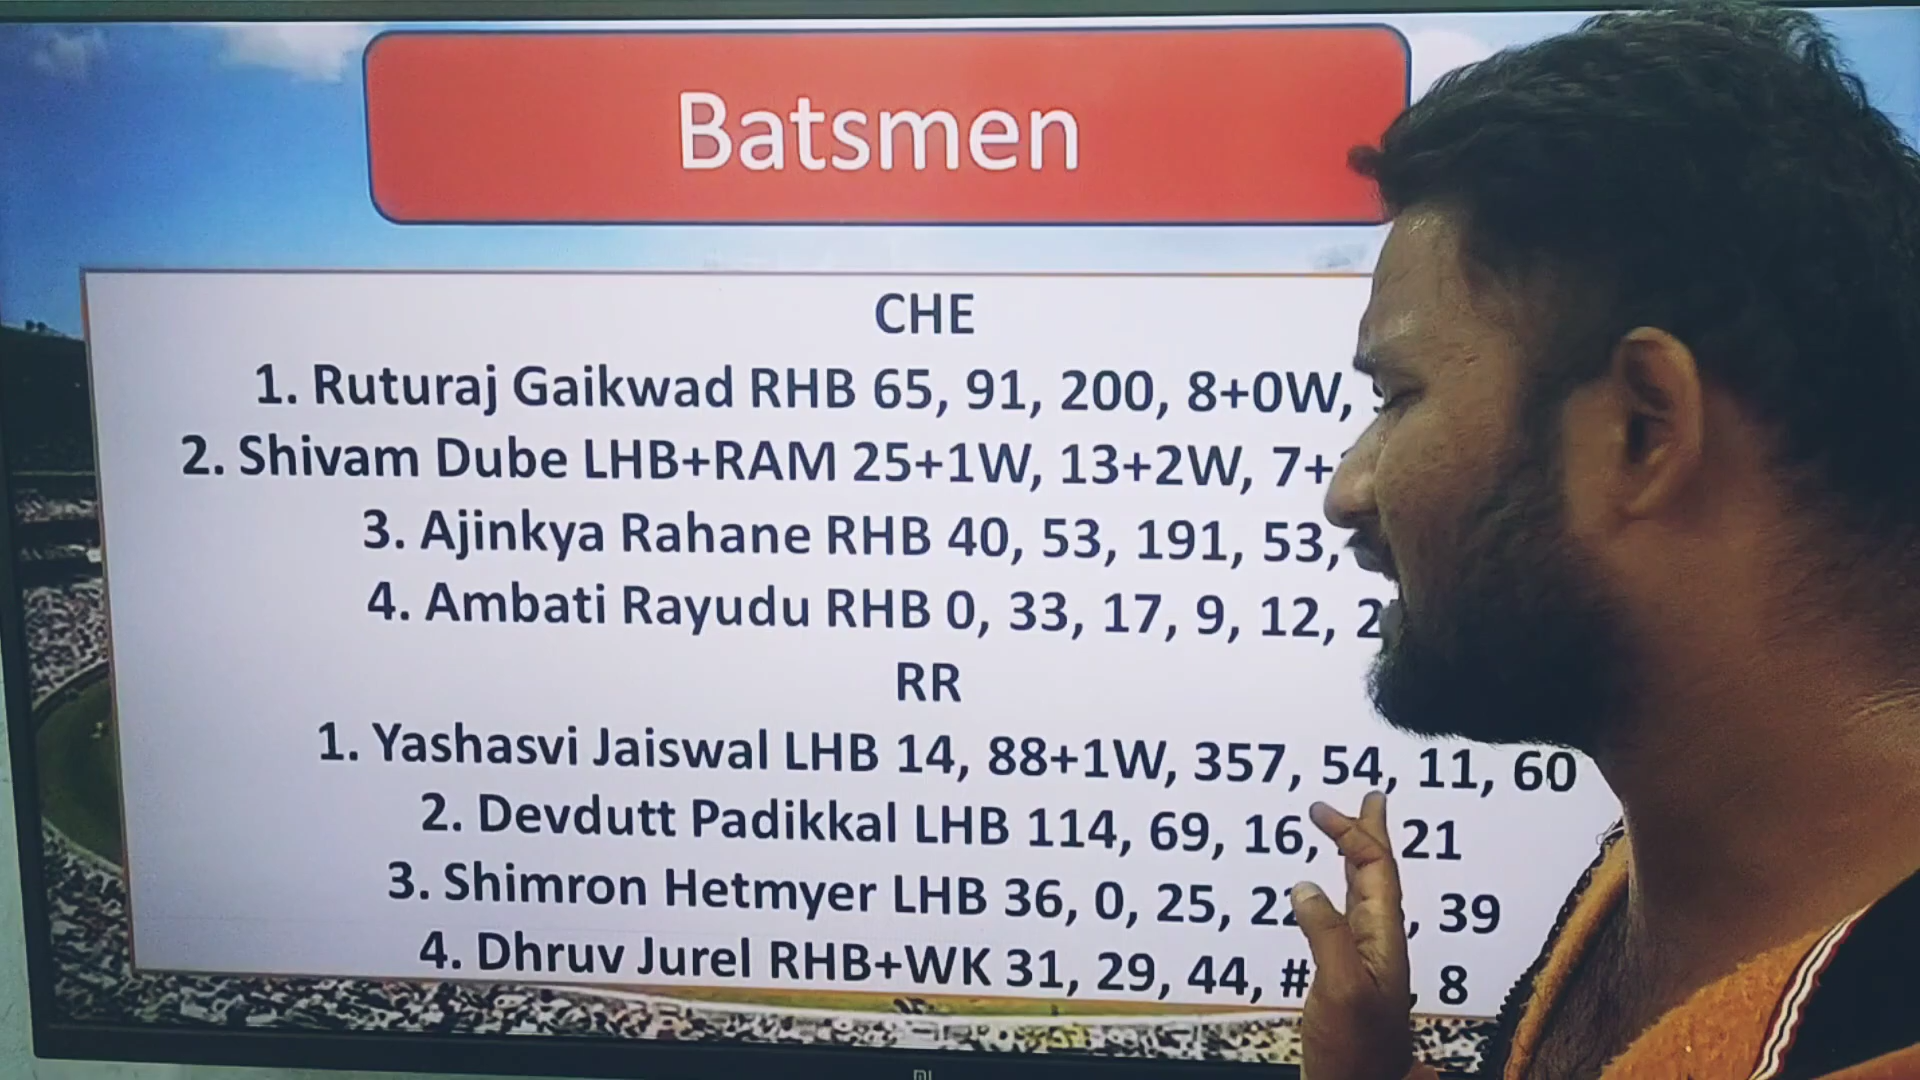 Batsmen
CHE
1. Ruturaj Gaikwad RHB 65, 91, 200, 8+0W,
2. Shivam Dube LHB+RAM 25+1W, 13+2W, 7+
3. Ajinkya Rahane RHB 40, 53, 191, 53,
4. Ambati Rayudu RHB 0, 33, 17, 9, 12,
RR
1. Yashasvi Jaiswal LHB 14, 88+1W, 357, 54, 11, 60
2. Devdutt Padikkal LHB 114, 69, 16, 21
3. Shimron Hetmyer LHB 36, 0, 25, 22 , 39
4. Dhruv Jurel RHB+WK 31, 29, 44, # , 8